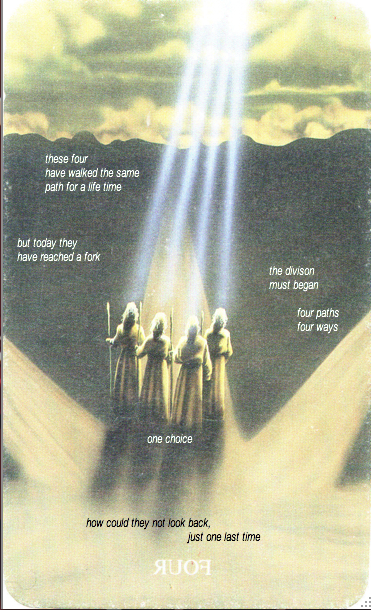 these four
have walked the same
path for a life time
but today they
have reached a fork
the divison
must began
four paths
four ways
one choice
how could they not look back,
just one last time
FOUR